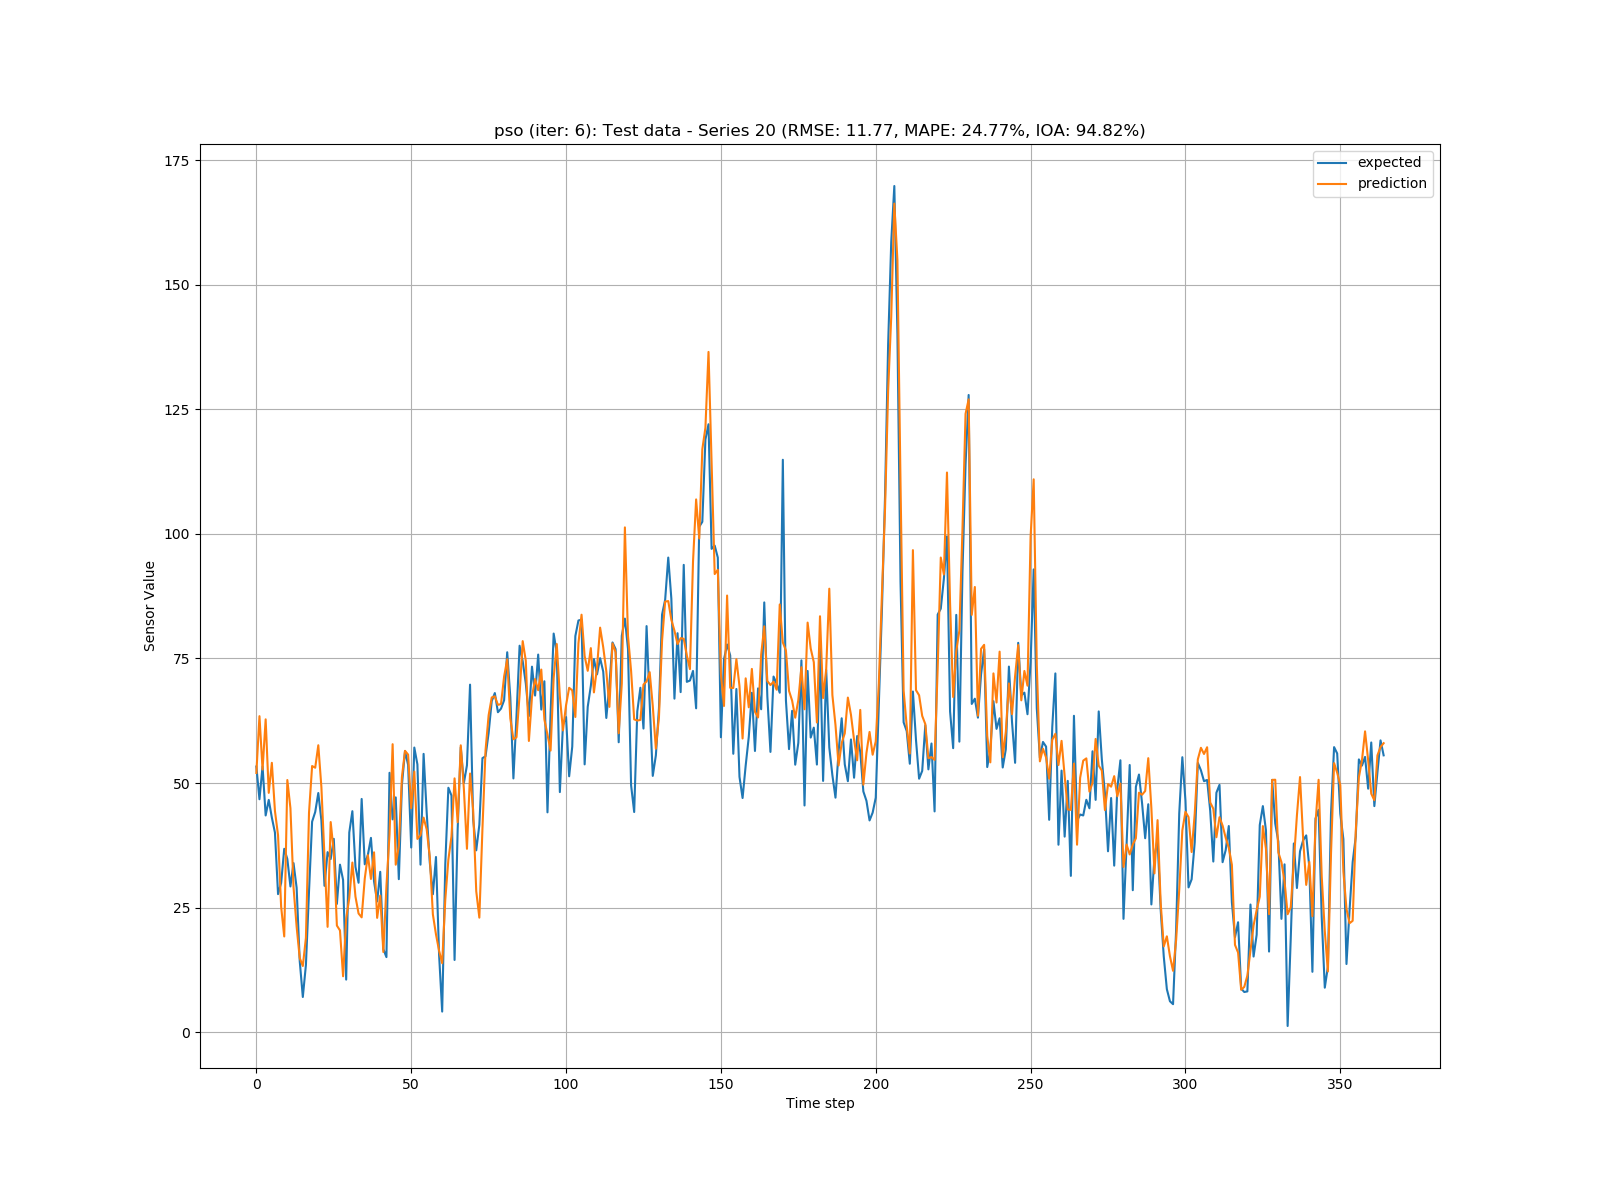 pso (iter: 6): Test data - Series 20 (RMSE: 11.77, MAPE: 24.77%, IOA: 94.82%)
expected
prediction
175
150
125
100
75
50
25
0
Sensor Value
0 50 100 150 200 250 300 350
Time step